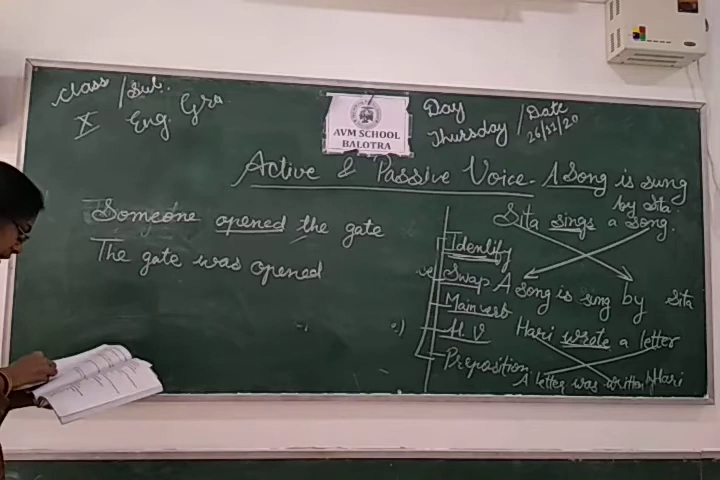 Class / Sub.
X Eng. Gra.
AVM SCHOOL
BALOTRA
Day / Date
Thursday 26/11/20
Active & Passive Voice
A Song is sung
by Sita.
Someone opened the gate
The gate was opened
Sita sings a song.
Identify
Swap
A song is sing by Sita
Main verb
H. V
Hari wrote a letter
Preposition
A letter was written by Hari